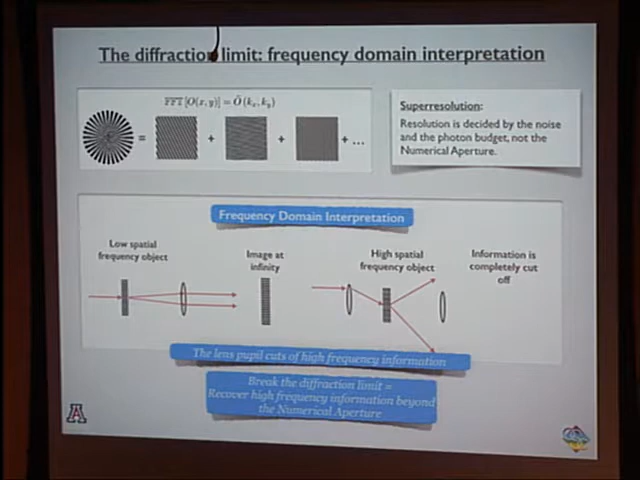 The diffraction limit: frequency domain interpretation
FFT [O(x, y)] = Õ(kx, ky)
= + + + ...
Superresolution:
Resolution is decided by the noise
and the photon budget, not the
Numerical Aperture.
Frequency Domain Interpretation
Low spatial
frequency object
Image at
infinity
High spatial
frequency object
Information is
completely cut
off
The lens pupil cuts of high frequency information
Break the diffraction limit =
Recover high frequency information beyond
the Numerical Aperture
A